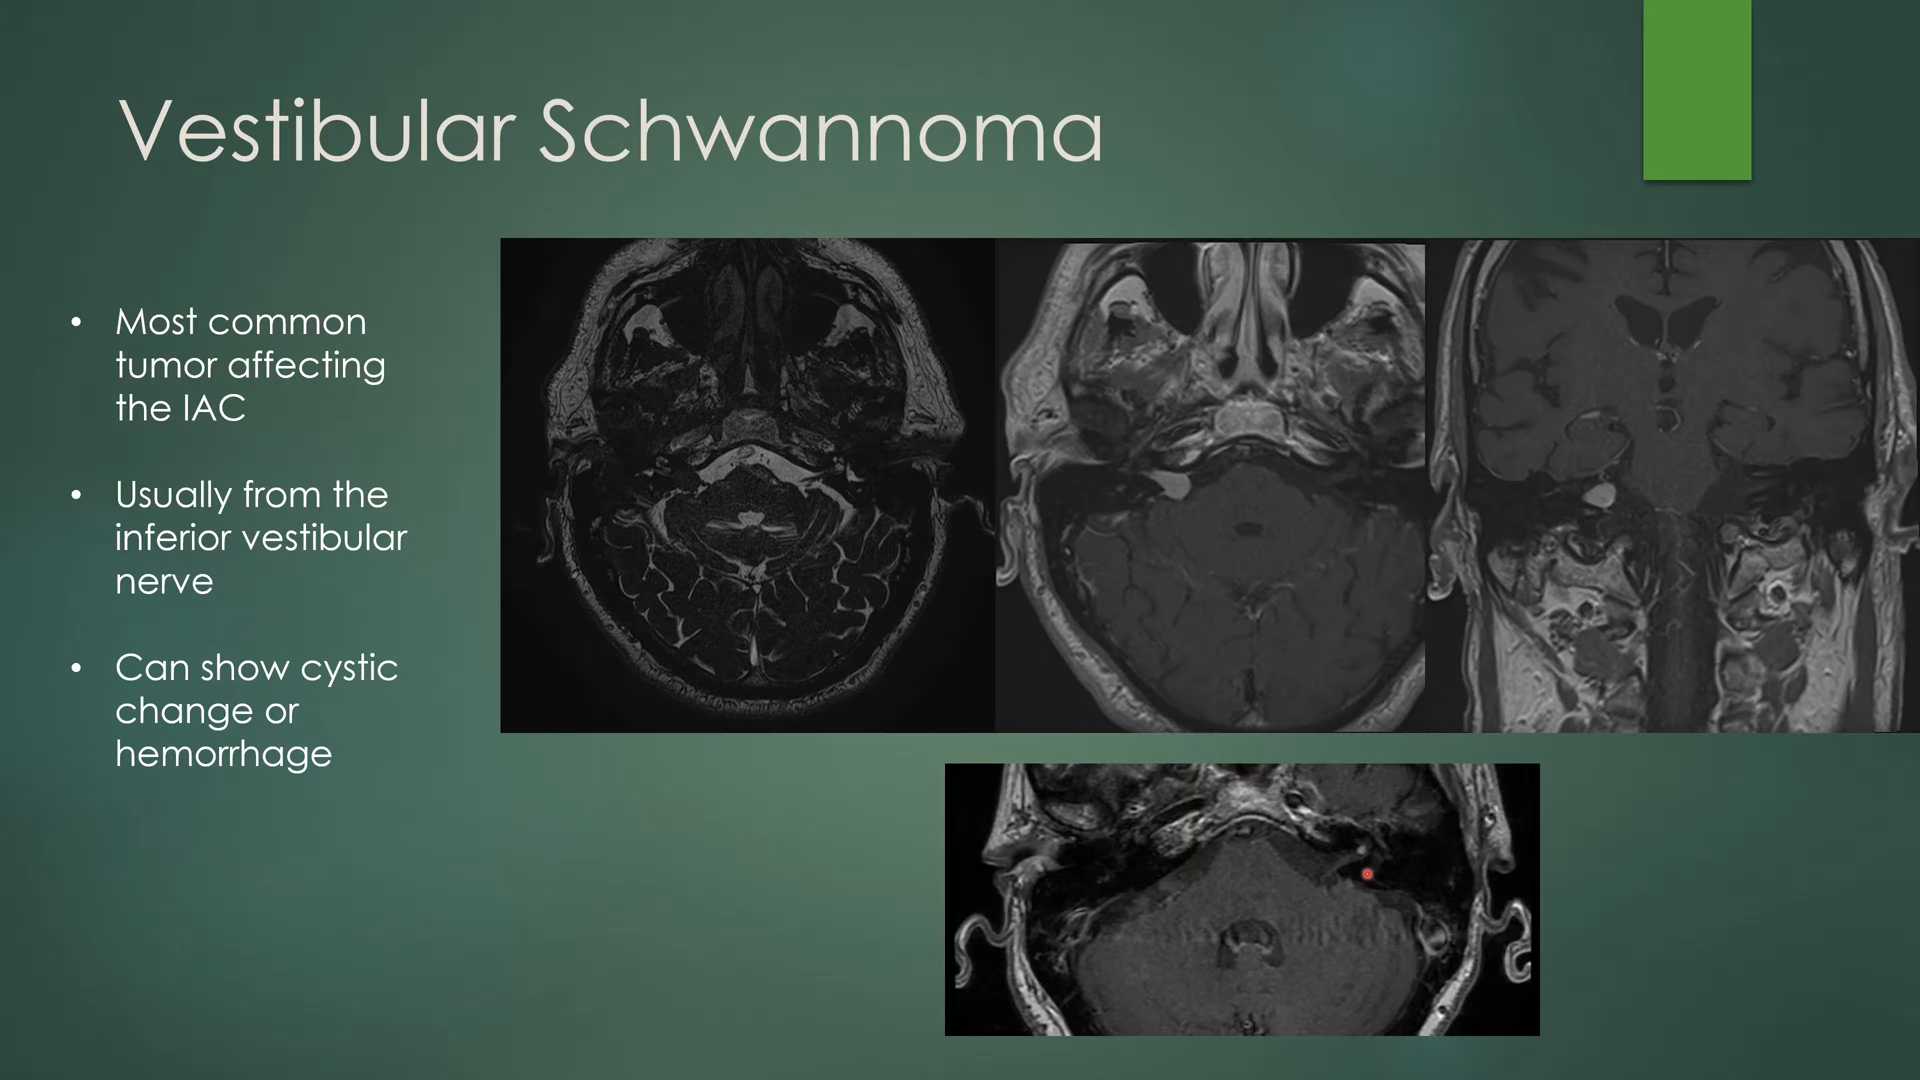 Vestibular Schwannoma
• Most common
tumor affecting
the IAC
• Usually from the
inferior vestibular
nerve
• Can show cystic
change or
hemorrhage